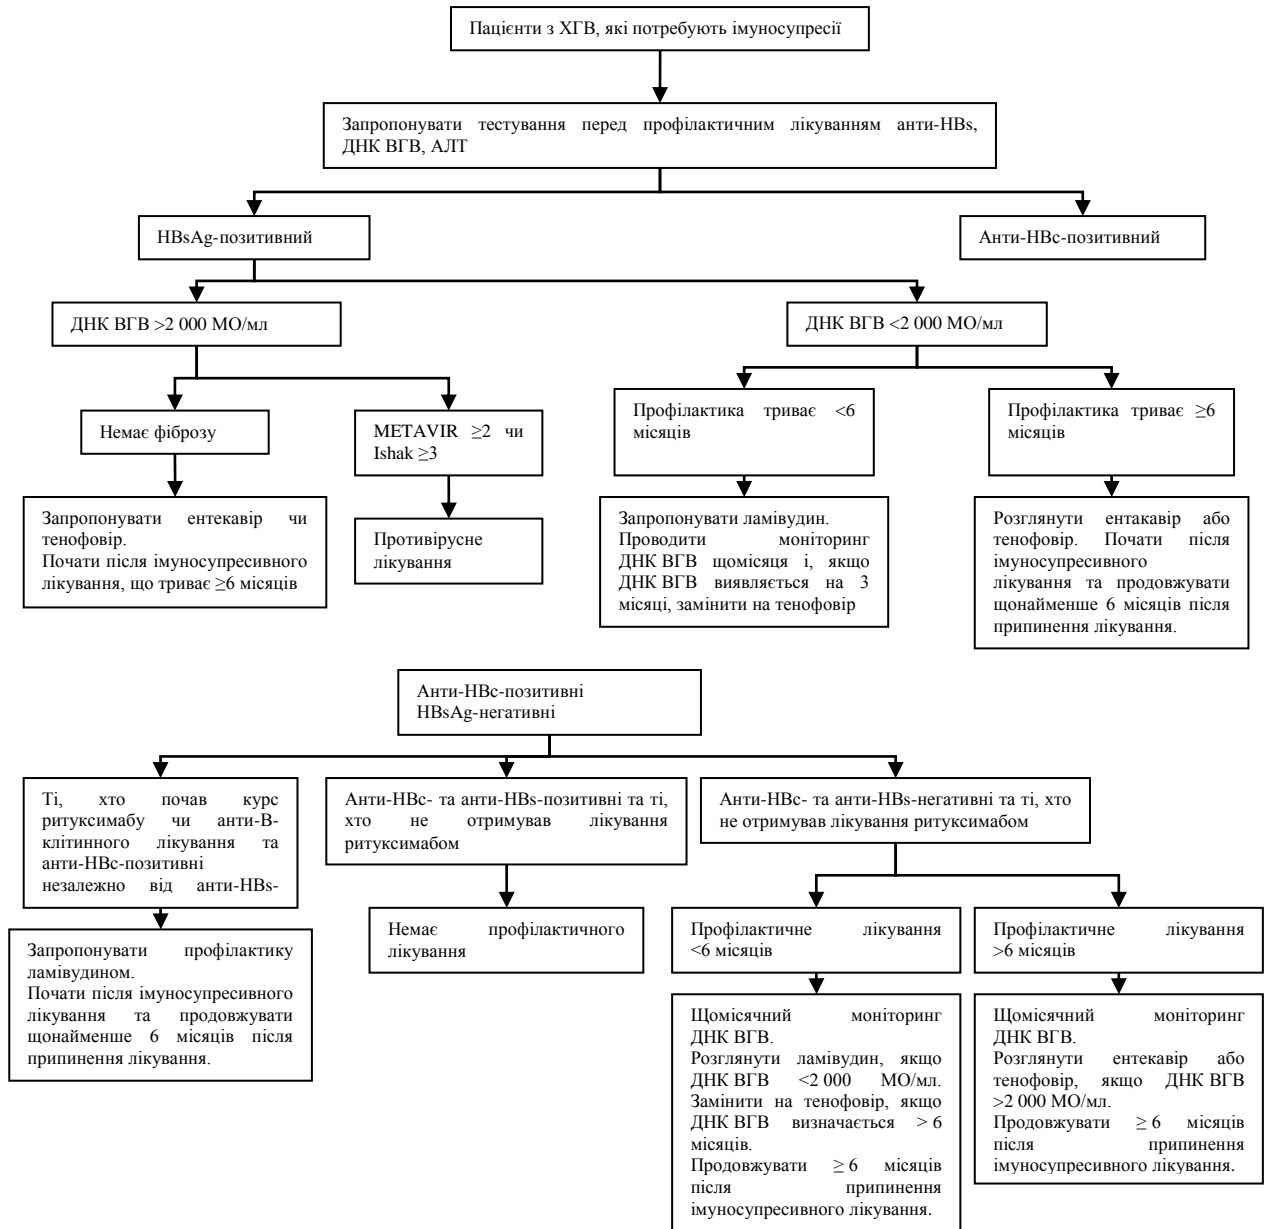 Пацієнти з ХГВ, які потребують імуносупресії
Запропонувати тестування перед профілактичним лікуванням анти-HBs,
ДНК ВГВ, АЛТ
HBsAg-позитивний
Анти-HBc-позитивний
ДНК ВГВ >2 000 МО/мл
ДНК ВГВ <2 000 МО/мл
Немає фіброзу
METAVIR ≥2 чи
Ishak ≥3
Профілактика триває <6
місяців
Профілактика триває ≥6
місяців
Запропонувати ентекавір чи
тенофовір.
Почати після імуносупресивного
лікування, що триває ≥6 місяців
Противірусне
лікування
Запропонувати ламівудин.
Проводити моніторинг
ДНК ВГВ щомісяця і, якщо
ДНК ВГВ виявляється на 3
місяці, замінити на тенофовір
Розглянути ентакавір або
тенофовір. Почати після
імуносупресивного
лікування та продовжувати
щонайменше 6 місяців після
припинення лікування.
Анти-HBc-позитивні
HBsAg-негативні
Ті, хто почав курс
ритуксимабу чи анти-В-
клітинного лікування та
анти-HBc-позитивні
незалежно від анти-HBs-
Анти-HBc- та анти-HBs-позитивні та ті,
хто не отримував лікування
ритуксимабом
Анти-HBc- та анти-HBs-негативні та ті, хто
не отримував лікування ритуксимабом
Запропонувати профілактику
ламівудином.
Почати після імуносупресивного
лікування та продовжувати
щонайменше 6 місяців після
припинення лікування.
Немає профілактичного
лікування
Профілактичне лікування
<6 місяців
Профілактичне лікування
>6 місяців
Щомісячний моніторинг
ДНК ВГВ.
Розглянути ламівудин, якщо
ДНК ВГВ <2 000 МО/мл.
Замінити на тенофовір, якщо
ДНК ВГВ визначається > 6
місяців.
Продовжувати ≥ 6 місяців
після припинення
імуносупресивного лікування.
Щомісячний моніторинг
ДНК ВГВ.
Розглянути ентекавір або
тенофовір, якщо ДНК ВГВ
>2 000 МО/мл.
Продовжувати ≥ 6 місяців
після припинення
імуносупресивного лікування.